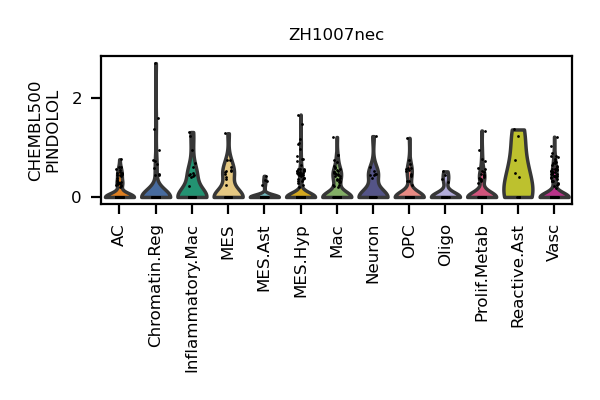 ZH1007nec
CHEMBL500
PINDOLOL
2
0
AC
Chromatin.Reg
Inflammatory.Mac
MES
MES.Ast
MES.Hyp
Mac
Neuron
OPC
Oligo
Prolif.Metab
Reactive.Ast
Vasc